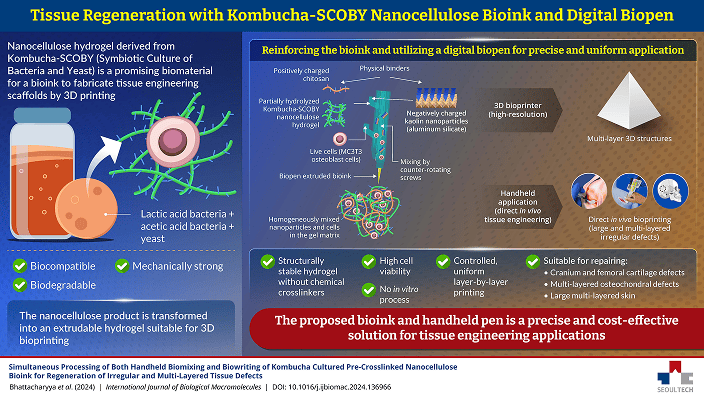 Tissue Regeneration with Kombucha-SCOBY Nanocellulose Bioink and Digital Biopen
Nanocellulose hydrogel derived from
Kombucha-SCOBY (Symbiotic Culture of
Bacteria and Yeast) is a promising biomaterial
for a bioink to fabricate tissue engineering
scaffolds by 3D printing
Lactic acid bacteria +
acetic acid bacteria +
yeast
Biocompatible
Mechanically strong
Biodegradable
The nanocellulose product is transformed
into an extrudable hydrogel suitable for 3D
bioprinting
Reinforcing the bioink and utilizing a digital biopen for precise and uniform application
Positively charged
chitosan
Physical binders
Partially hydrolyzed
Kombucha-SCOBY
nanocellulose
hydrogel
Negatively charged
kaolin nanoparticles
(aluminum silicate)
Live cells (MC3T3
osteoblast cells)
Mixing by
counter-rotating
screws
Biopen extruded bioink
Homogeneously mixed
nanoparticles and cells
in the gel matrix
3D bioprinter
(high-resolution)
Multi-layer 3D structures
Handheld
application
(direct in vivo
tissue engineering)
Direct in vivo bioprinting
(large and multi-layered
irregular defects)
Structurally
stable hydrogel
without chemical
crosslinkers
High cell
viability
No in vitro
process
Controlled,
uniform
layer-by-layer
printing
Suitable for repairing:
• Cranial and femoral cartilage defects
• Multi-layered osteochondral defects
• Large multi-layered skin
The proposed bioink and handheld pen is a precise and cost-effective
solution for tissue engineering applications
Simultaneous Processing of Both Handheld Biomixing and Biowriting of Kombucha Cultured Pre-Crosslinked Nanocellulose
Bioink for Regeneration of Irregular and Multi-Layered Tissue Defects
Bhattacharyya et al. (2024) | International Journal of Biological Macromolecules | DOI: 10.1016/j.ijbiomac.2024.136966
SEOULTECH